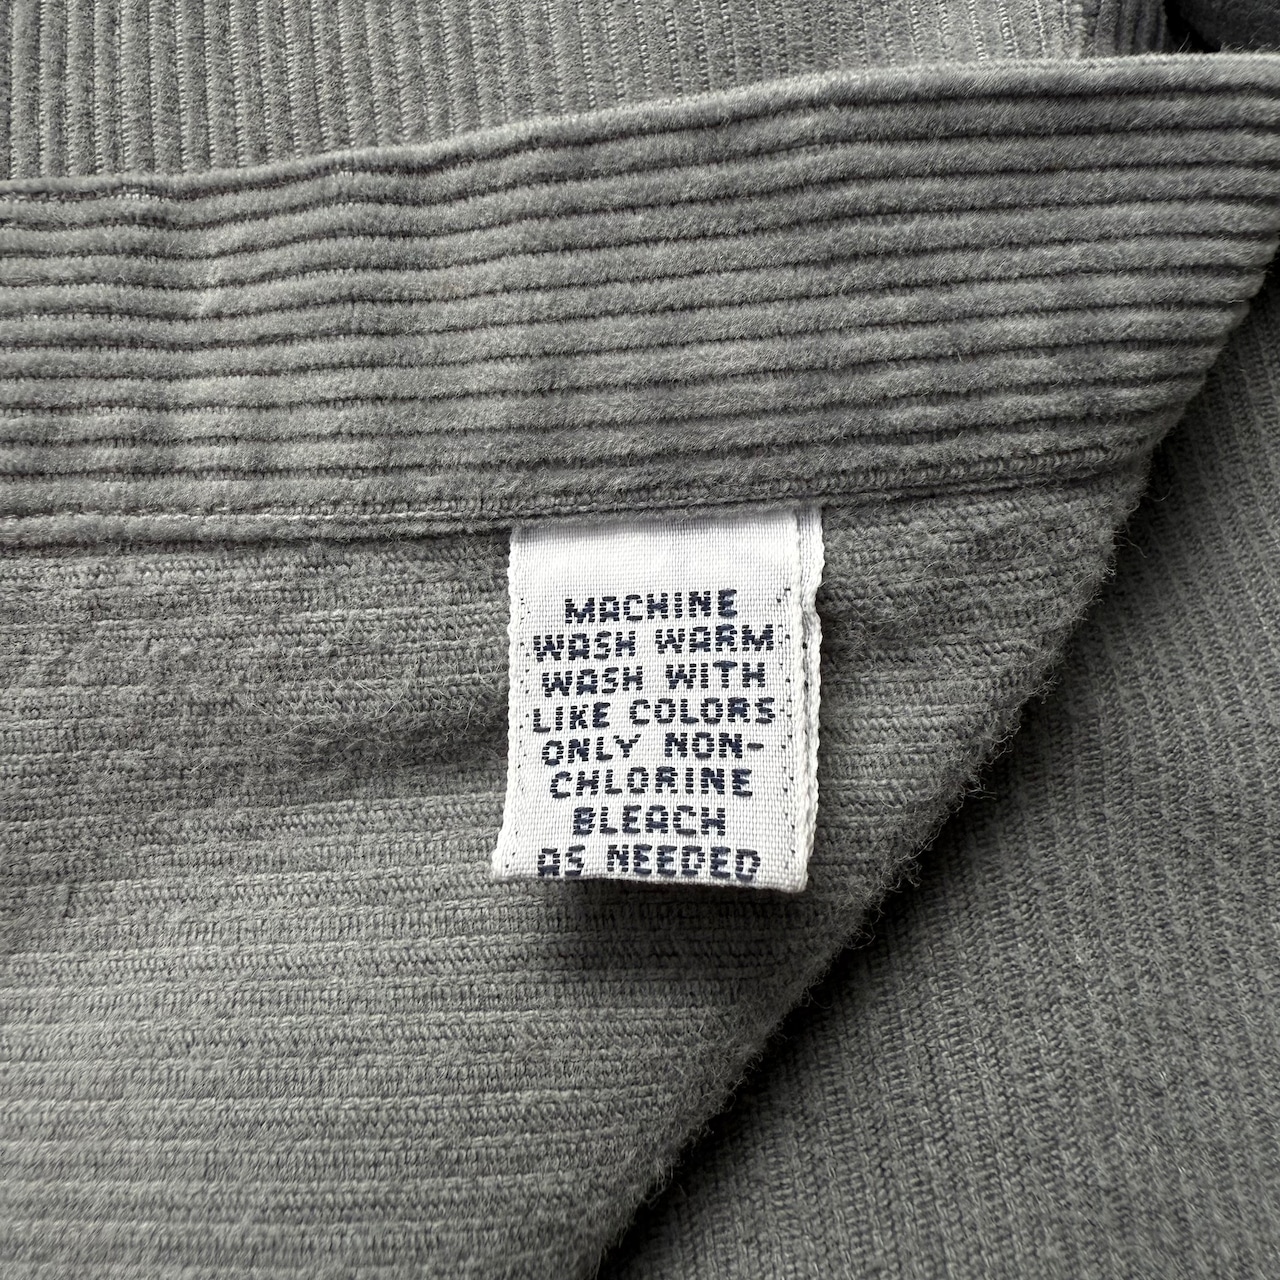 MACHINE
WASH WARM
WASH WITH
LIKE COLORS
ONLY NON-
CHLORINE
BLEACH
AS NEEDED